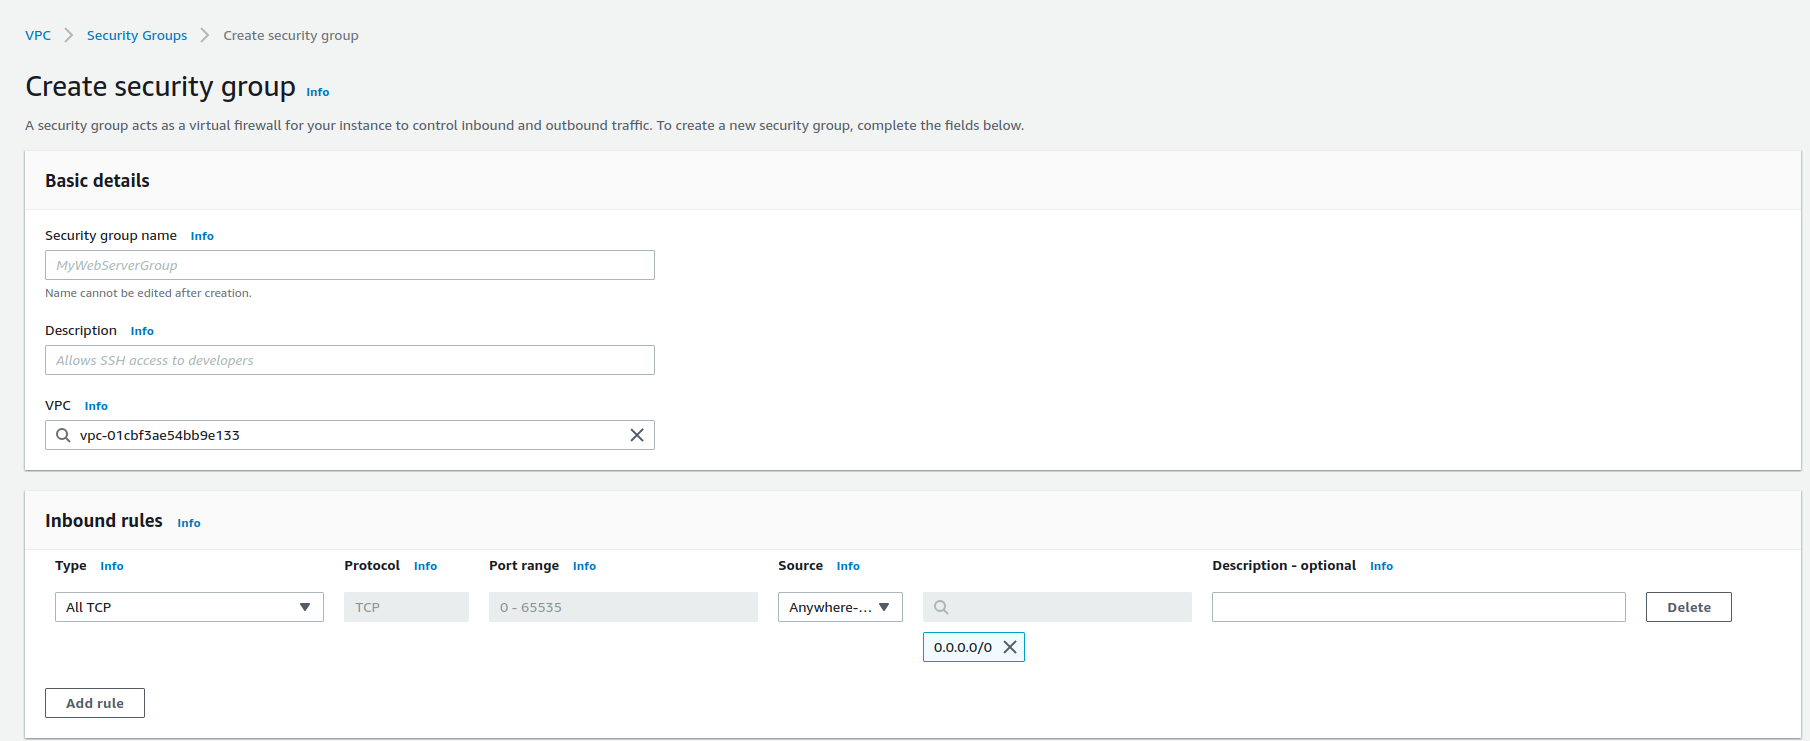 VPC > Security Groups > Create security group
Create security group Info
A security group acts as a virtual firewall for your instance to control inbound and outbound traffic. To create a new security group, complete the fields below.
Basic details
Security group name Info
MyWebServerGroup
Name cannot be edited after creation.
Description Info
Allows SSH access to developers
VPC Info
vpc-01cbf3ae54bb9e133
Inbound rules Info
Type Info Protocol Info Port range Info Source Info Description - optional Info
All TCP TCP 0 - 65535 Anywhere-... Delete
0.0.0.0/0
Add rule